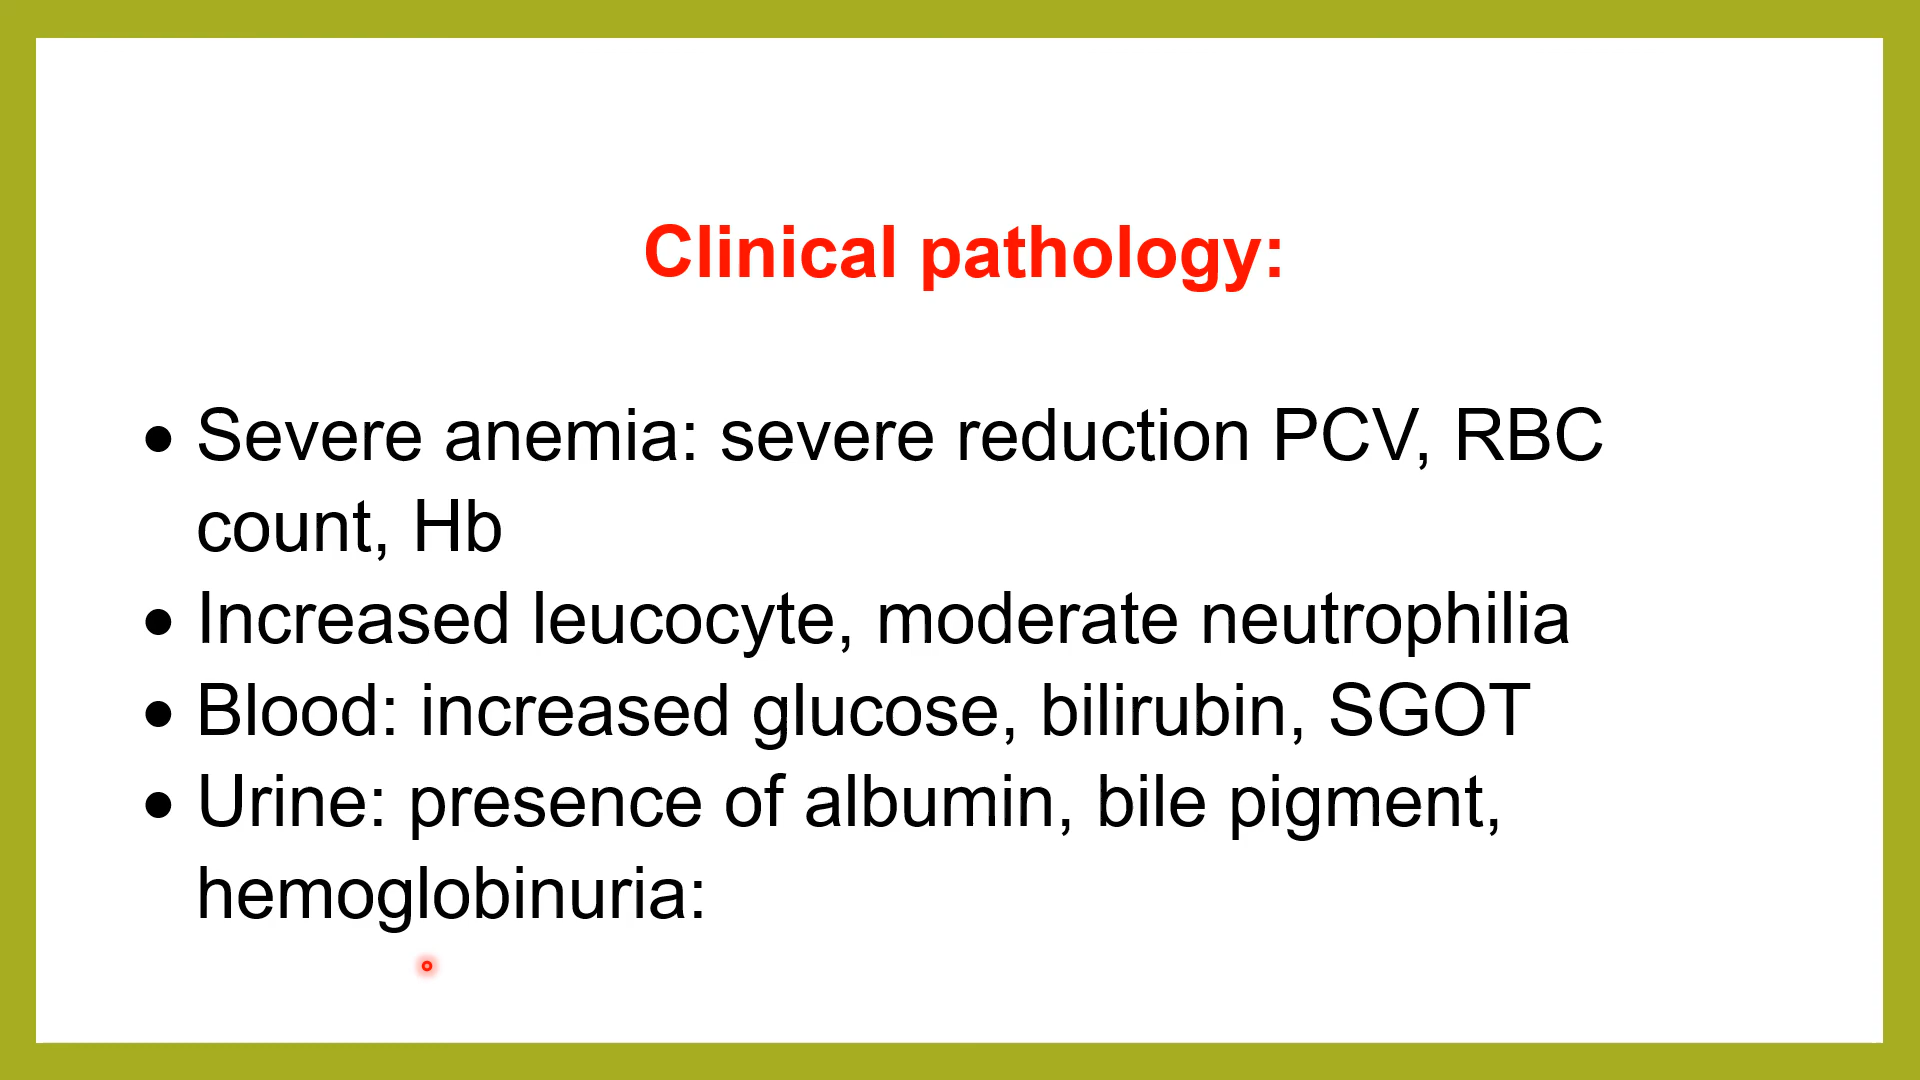 Clinical pathology:
• Severe anemia: severe reduction PCV, RBC
count, Hb
• Increased leucocyte, moderate neutrophilia
• Blood: increased glucose, bilirubin, SGOT
• Urine: presence of albumin, bile pigment,
hemoglobinuria: